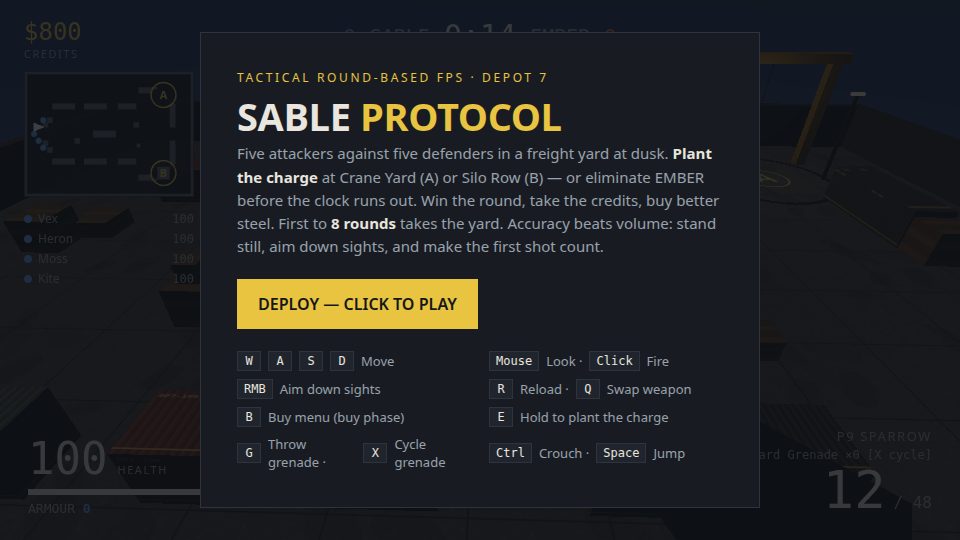 $800
CREDITS
0:14
A
B
Vex 100
Heron 100
Moss 100
Kite 100
TACTICAL ROUND-BASED FPS · DEPOT 7
SABLE PROTOCOL
Five attackers against five defenders in a freight yard at dusk. Plant
the charge at Crane Yard (A) or Silo Row (B) — or eliminate EMBER
before the clock runs out. Win the round, take the credits, buy better
steel. First to 8 rounds takes the yard. Accuracy beats volume: stand
still, aim down sights, and make the first shot count.
DEPLOY — CLICK TO PLAY
W A S D Move
Mouse Look · Click Fire
RMB Aim down sights
R Reload · Q Swap weapon
B Buy menu (buy phase)
E Hold to plant the charge
G Throw grenade · X Cycle grenade
Ctrl Crouch · Space Jump
100 HEALTH
ARMOUR 0
P9 SPARROW
Grenade ×0 [X cycle]
12 / 48